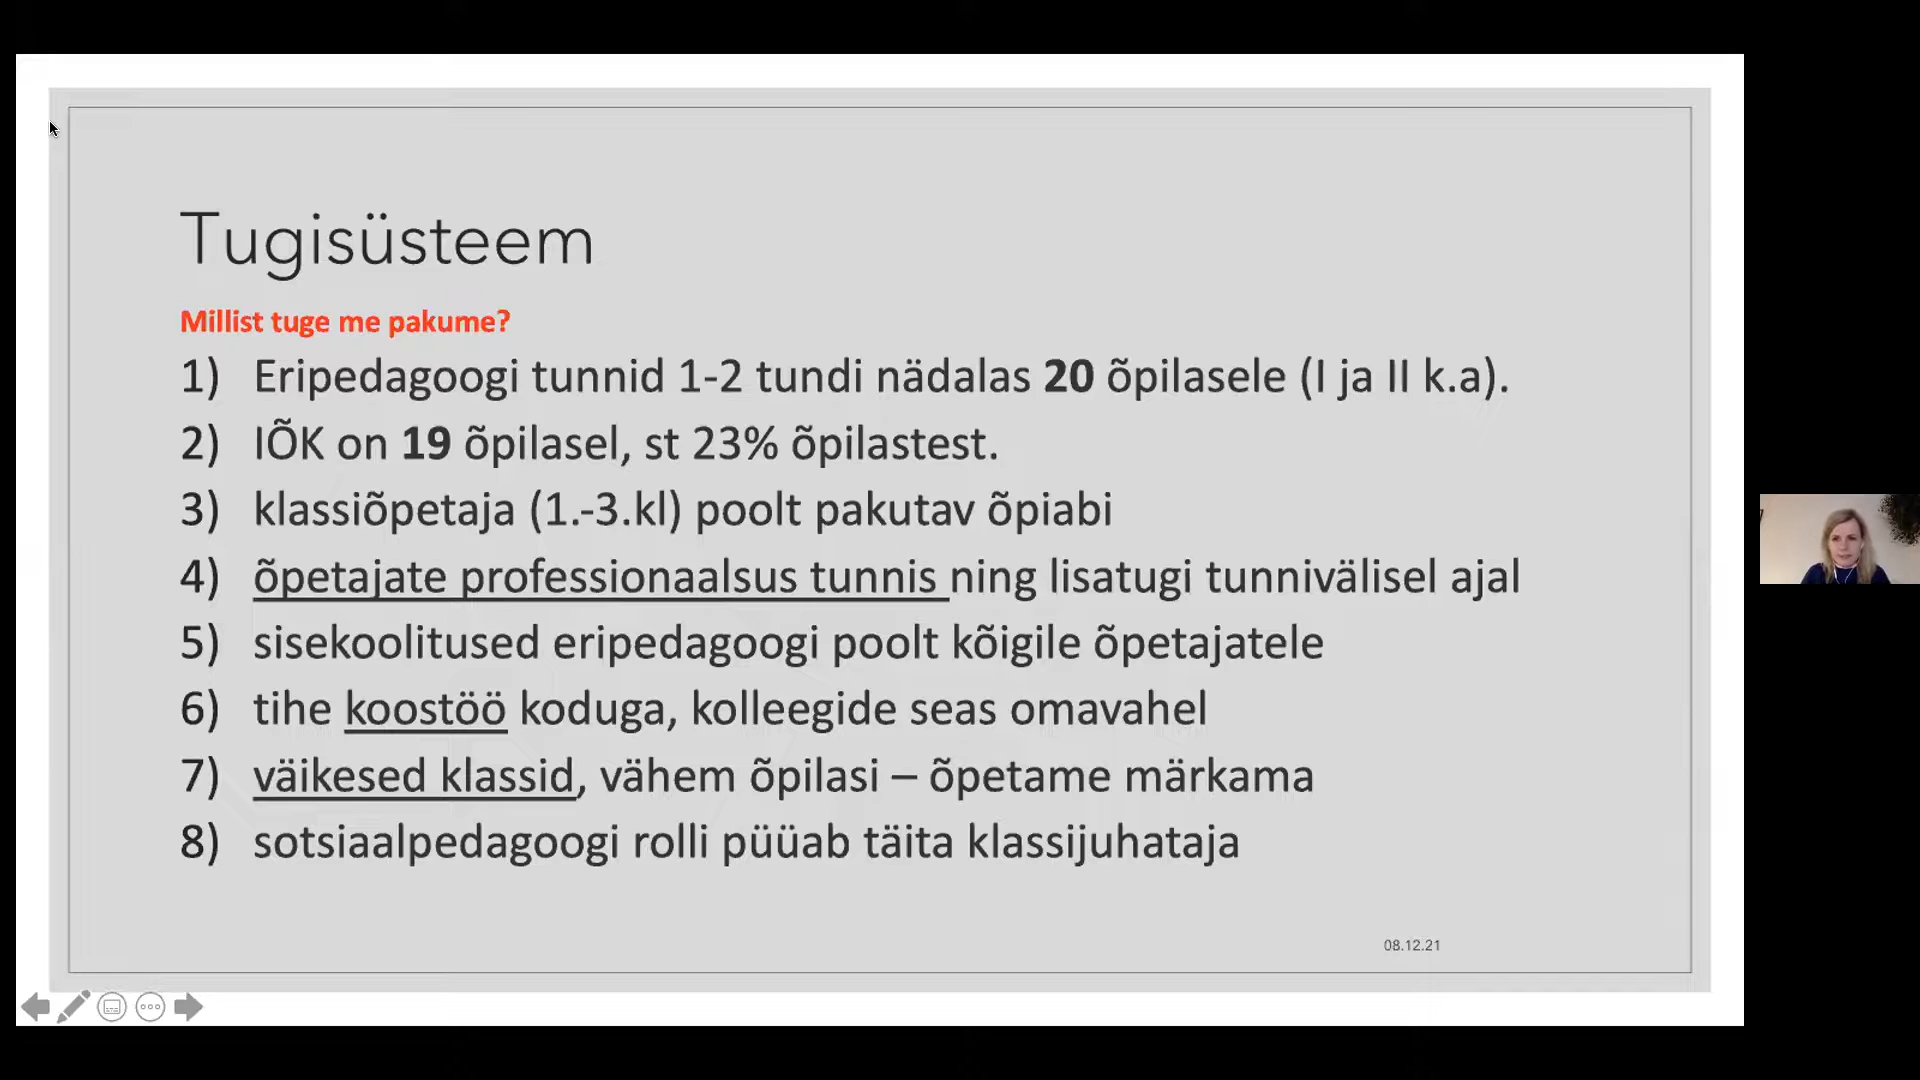 Tugisüsteem
Millist tuge me pakume?
1) Eripedagoogi tunnid 1-2 tundi nädalas 20 õpilasele (I ja II k.a).
2) IÕK on 19 õpilasel, st 23% õpilastest.
3) klassiõpetaja (1.-3.kl) poolt pakutav õpiabi
4) õpetajate professionaalsus tunnis ning lisatugi tunnivälisel ajal
5) sisekoolitused eripedagoogi poolt kõigile õpetajatele
6) tihe koostöö koduga, kolleegide seas omavahel
7) väikesed klassid, vähem õpilasi – õpetame märkama
8) sotsiaalpedagoogi rolli püüab täita klassijuhataja
08.12.21